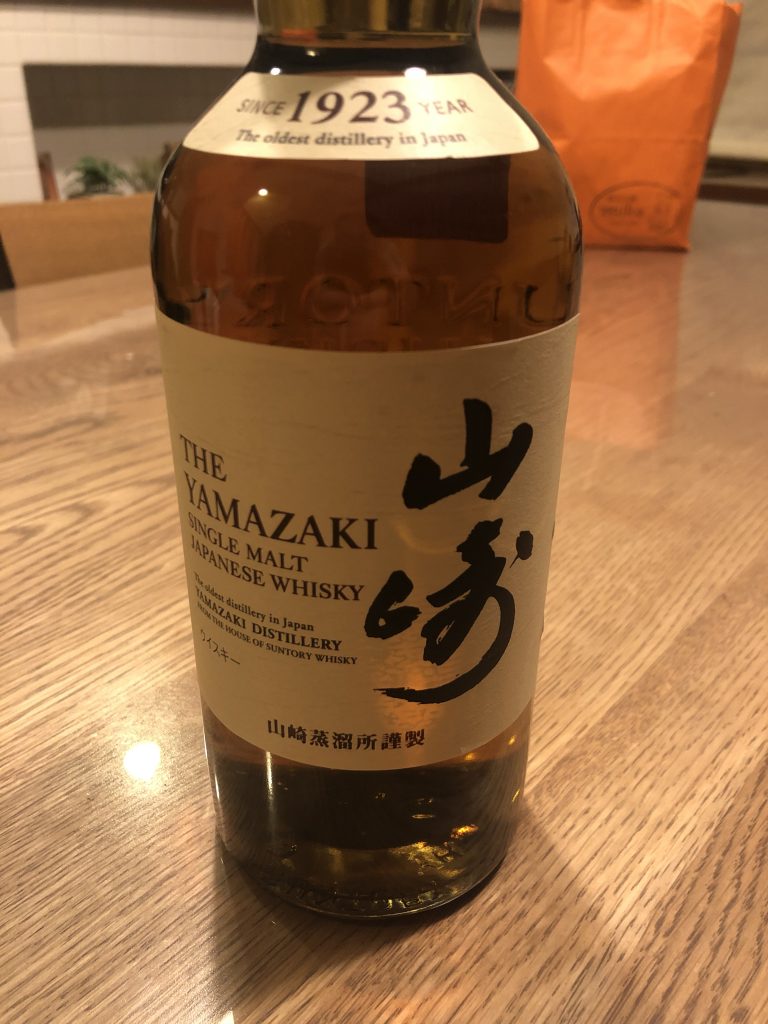 SINCE 1923 YEAR
The oldest distillery in Japan
SUNTORY
THE
YAMAZAKI
SINGLE MALT
JAPANESE WHISKY
The oldest distillery in Japan
YAMAZAKI DISTILLERY
FROM THE HOUSE OF SUNTORY WHISKY
ウイスキー
山崎
山崎蒸溜所謹製